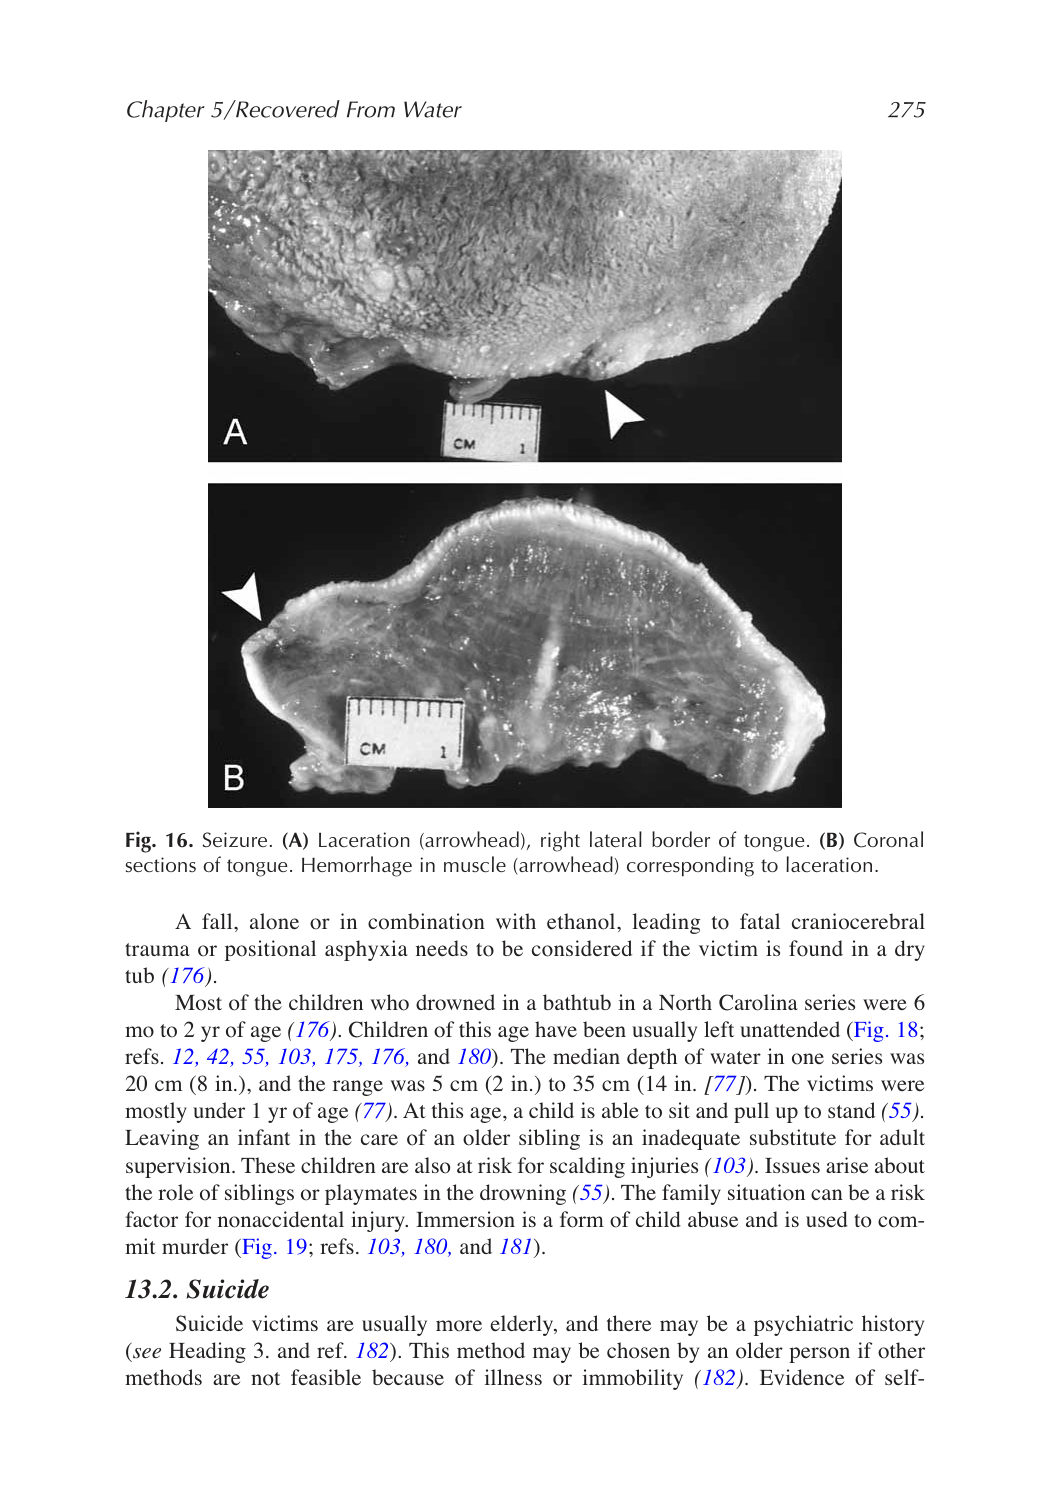 Chapter 5/Recovered From Water 275
A
CM 1
B
CM 1
Fig. 16. Seizure. (A) Laceration (arrowhead), right lateral border of tongue. (B) Coronal
sections of tongue. Hemorrhage in muscle (arrowhead) corresponding to laceration.
A fall, alone or in combination with ethanol, leading to fatal craniocerebral
trauma or positional asphyxia needs to be considered if the victim is found in a dry
tub (176).
Most of the children who drowned in a bathtub in a North Carolina series were 6
mo to 2 yr of age (176). Children of this age have been usually left unattended (Fig. 18;
refs. 12, 42, 55, 103, 175, 176, and 180). The median depth of water in one series was
20 cm (8 in.), and the range was 5 cm (2 in.) to 35 cm (14 in. [77]). The victims were
mostly under 1 yr of age (77). At this age, a child is able to sit and pull up to stand (55).
Leaving an infant in the care of an older sibling is an inadequate substitute for adult
supervision. These children are also at risk for scalding injuries (103). Issues arise about
the role of siblings or playmates in the drowning (55). The family situation can be a risk
factor for nonaccidental injury. Immersion is a form of child abuse and is used to com-
mit murder (Fig. 19; refs. 103, 180, and 181).
13.2. Suicide
Suicide victims are usually more elderly, and there may be a psychiatric history
(see Heading 3. and ref. 182). This method may be chosen by an older person if other
methods are not feasible because of illness or immobility (182). Evidence of self-